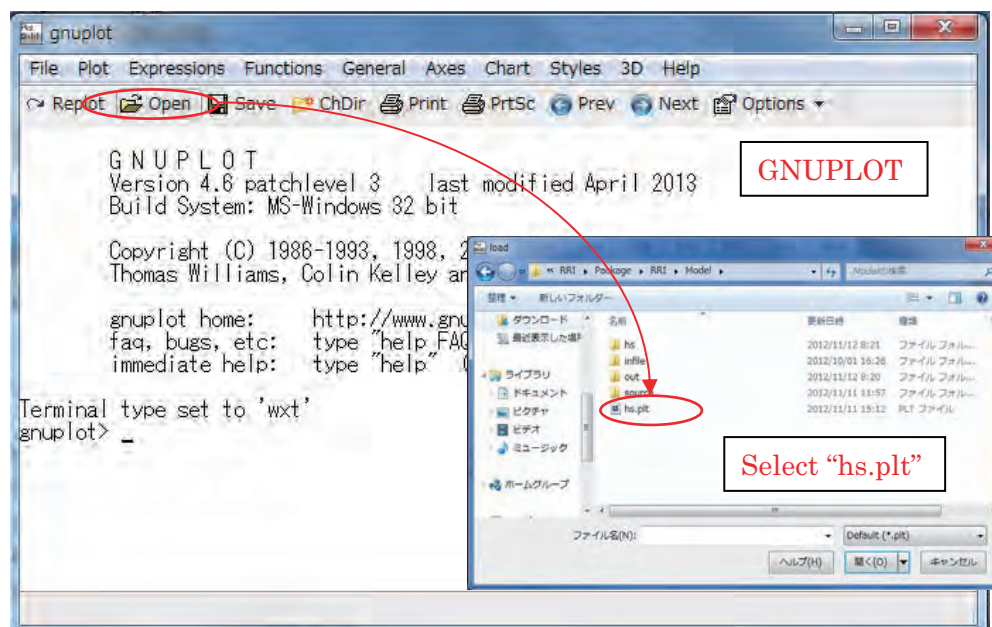 gnuplot
File Plot Expressions Functions General Axes Chart Styles 3D Help
Replot Open Save ChDir Print PrtSc Prev Next Options
GNUPLOT
Version 4.6 patchlevel 3 last modified April 2013
Build System: MS-Windows 32 bit
Copyright (C) 1986-1993, 1998, 2
Thomas Williams, Colin Kelley an
gnuplot home: http://www.gnu
faq, bugs, etc: type "help FAQ
immediate help: type "help" (
Terminal type set to 'wxt'
gnuplot> _
GNUPLOT
load
« RRI ▸ Package ▸ RRI ▸ Model ▸
Modelの検索
整理 新しいフォルダー
ダウンロード
最近表示した場所
ライブラリ
ドキュメント
ピクチャ
ビデオ
ミュージック
ホームグループ
名前 更新日時 種類
hs 2012/11/12 8:21 ファイル フォル...
infile 2012/10/01 16:26 ファイル フォル...
out 2012/11/12 8:20 ファイル フォル...
source 2012/11/11 11:57 ファイル フォル...
hs.plt 2012/11/11 15:12 PLT ファイル
Select “hs.plt”
ファイル名(N):
Default (*.plt)
ヘルプ(H) 開く(O) キャンセル